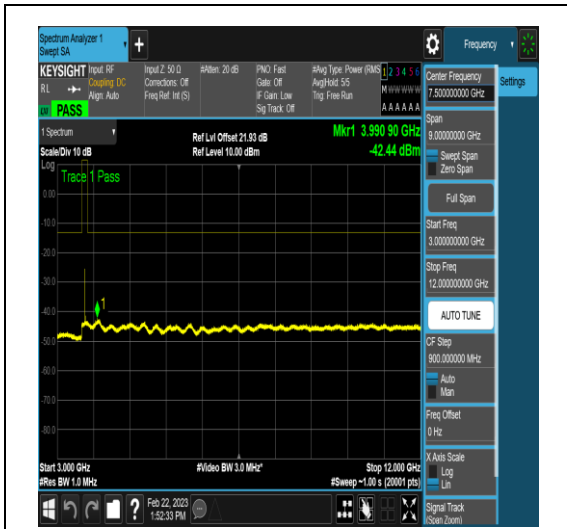 Spectrum Analyzer 1
Swept SA
Frequency
KEYSIGHT
RL
Input: RF
Coupling: DC
Align: Auto
Input Z: 50 Ω
Corrections: Off
Freq Ref: Int (S)
#Atten: 20 dB
PNO: Fast
Gate: Off
IF Gain: Low
Sig Track: Off
#Avg Type: Power (RMS
Avg|Hold: 5/5
Trig: Free Run
1 2 3 4 5 6
M W W W W W
A A A A A A
PASS
Center Frequency
7.500000000 GHz
Settings
Span
9.00000000 GHz
Swept Span
Zero Span
Full Span
Start Freq
3.000000000 GHz
Stop Freq
12.000000000 GHz
AUTO TUNE
CF Step
900.000000 MHz
Auto
Man
Freq Offset
0 Hz
X Axis Scale
Log
Lin
Signal Track
(Span Zoom)
1 Spectrum
Scale/Div 10 dB
Ref Lvl Offset 21.93 dB
Ref Level 10.00 dBm
Mkr1 3.990 90 GHz
-42.44 dBm
Log
Trace 1 Pass
0.00
-10.0
-20.0
-30.0
-40.0
-50.0
-60.0
-70.0
-80.0
1
Start 3.000 GHz
#Res BW 1.0 MHz
#Video BW 3.0 MHz*
Stop 12.000 GHz
#Sweep ~1.00 s (20001 pts)
Feb 22, 2023
1:52:33 PM